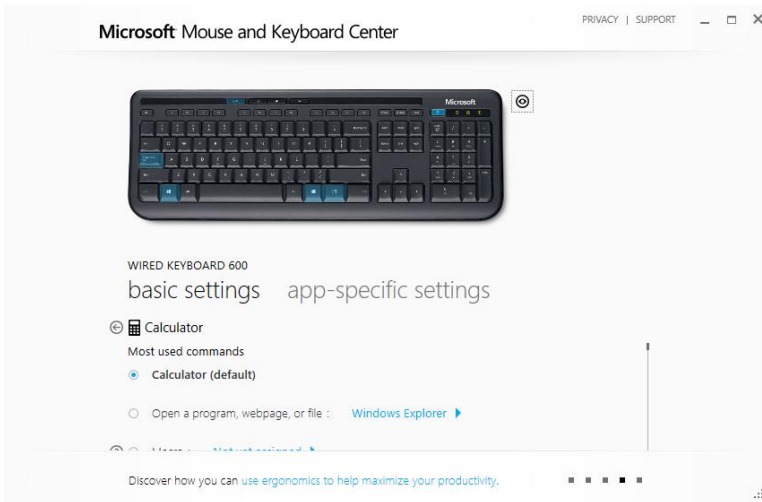 PRIVACY | SUPPORT
Microsoft Mouse and Keyboard Center
Microsoft
WIRED KEYBOARD 600
basic settings app-specific settings
Calculator
Most used commands
Calculator (default)
Open a program, webpage, or file : Windows Explorer
Discover how you can use ergonomics to help maximize your productivity.